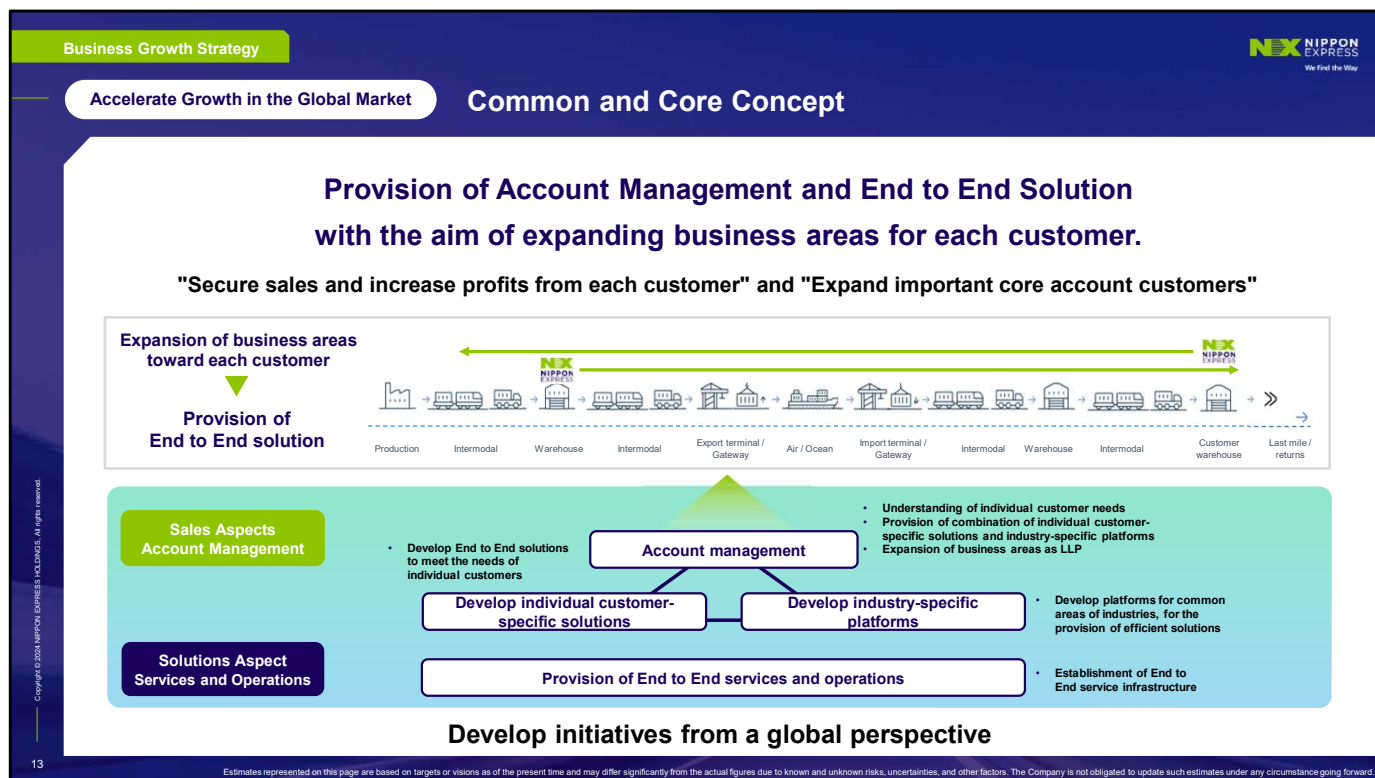 Business Growth Strategy
NEX NIPPON
EXPRESS
We Find the Way
Accelerate Growth in the Global Market
Common and Core Concept
Provision of Account Management and End to End Solution
with the aim of expanding business areas for each customer.
"Secure sales and increase profits from each customer" and "Expand important core account customers"
Expansion of business areas
toward each customer
Provision of
End to End solution
NEX
NIPPON
EXPRESS
NEX
NIPPON
EXPRESS
Production
Intermodal
Warehouse
Intermodal
Export terminal /
Gateway
Air / Ocean
Import terminal /
Gateway
Intermodal
Warehouse
Intermodal
Customer
warehouse
Last mile /
returns
Sales Aspects
Account Management
• Develop End to End solutions
to meet the needs of
individual customers
Account management
• Understanding of individual customer needs
• Provision of combination of individual customer-
specific solutions and industry-specific platforms
• Expansion of business areas as LLP
Develop individual customer-
specific solutions
Develop industry-specific
platforms
• Develop platforms for common
areas of industries, for the
provision of efficient solutions
Solutions Aspect
Services and Operations
Provision of End to End services and operations
• Establishment of End to
End service infrastructure
Develop initiatives from a global perspective
Copyright © 2024 NIPPON EXPRESS HOLDINGS, All rights reserved.
13
Estimates represented on this page are based on targets or visions as of the present time and may differ significantly from the actual figures due to known and unknown risks, uncertainties, and other factors. The Company is not obligated to update such estimates under any circumstance going forward.